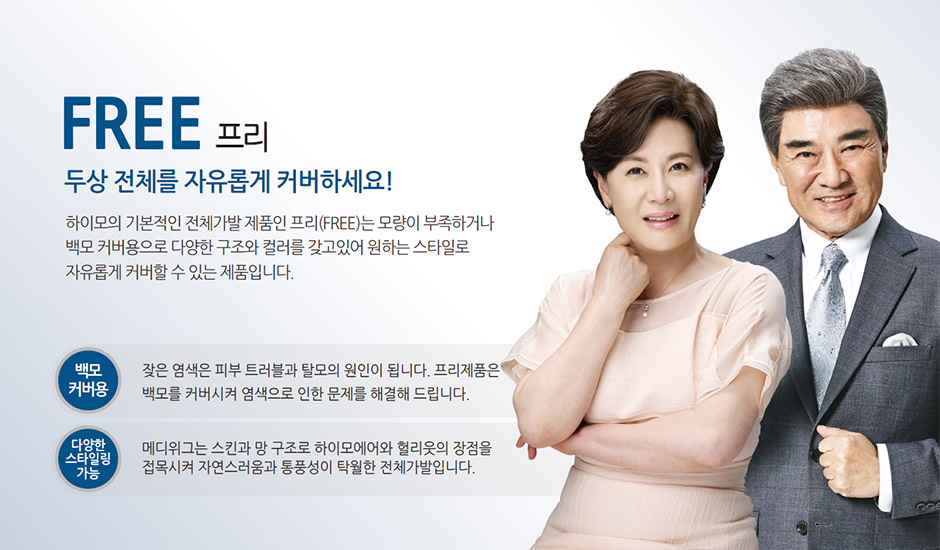 FREE 프리
두상 전체를 자유롭게 커버하세요!
하이모의 기본적인 전체가발 제품인 프리(FREE)는 모량이 부족하거나
백모 커버용으로 다양한 구조와 컬러를 갖고있어 원하는 스타일로
자유롭게 커버할 수 있는 제품입니다.
백모
커버용
잦은 염색은 피부 트러블과 탈모의 원인이 됩니다. 프리제품은
백모를 커버시켜 염색으로 인한 문제를 해결해 드립니다.
다양한
스타일링
가능
메디위그는 스킨과 망 구조로 하이모에어와 헐리웃의 장점을
접목시켜 자연스러움과 통풍성이 탁월한 전체가발입니다.